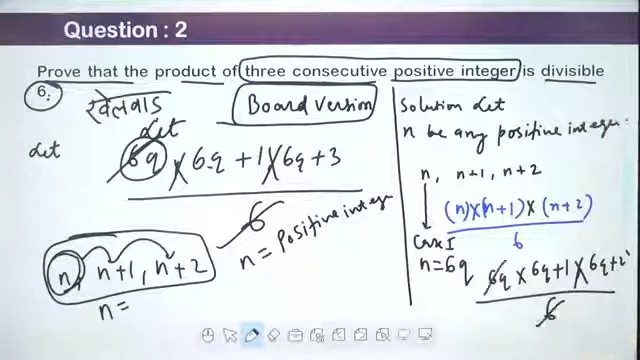 Question : 2
Prove that the product of three consecutive positive integer is divisible
6.
खेलवाड
Board version
Let
Let
6q × 6q + 1 × 6q + 3
6
n, n+1, n+2
n = Positive integer
n =
Solution Let
n be any positive integer.
n, n+1, n+2
(n)×(n+1)×(n+2)
6
Case I
n = 6q
6q × 6q+1 × 6q+2
6